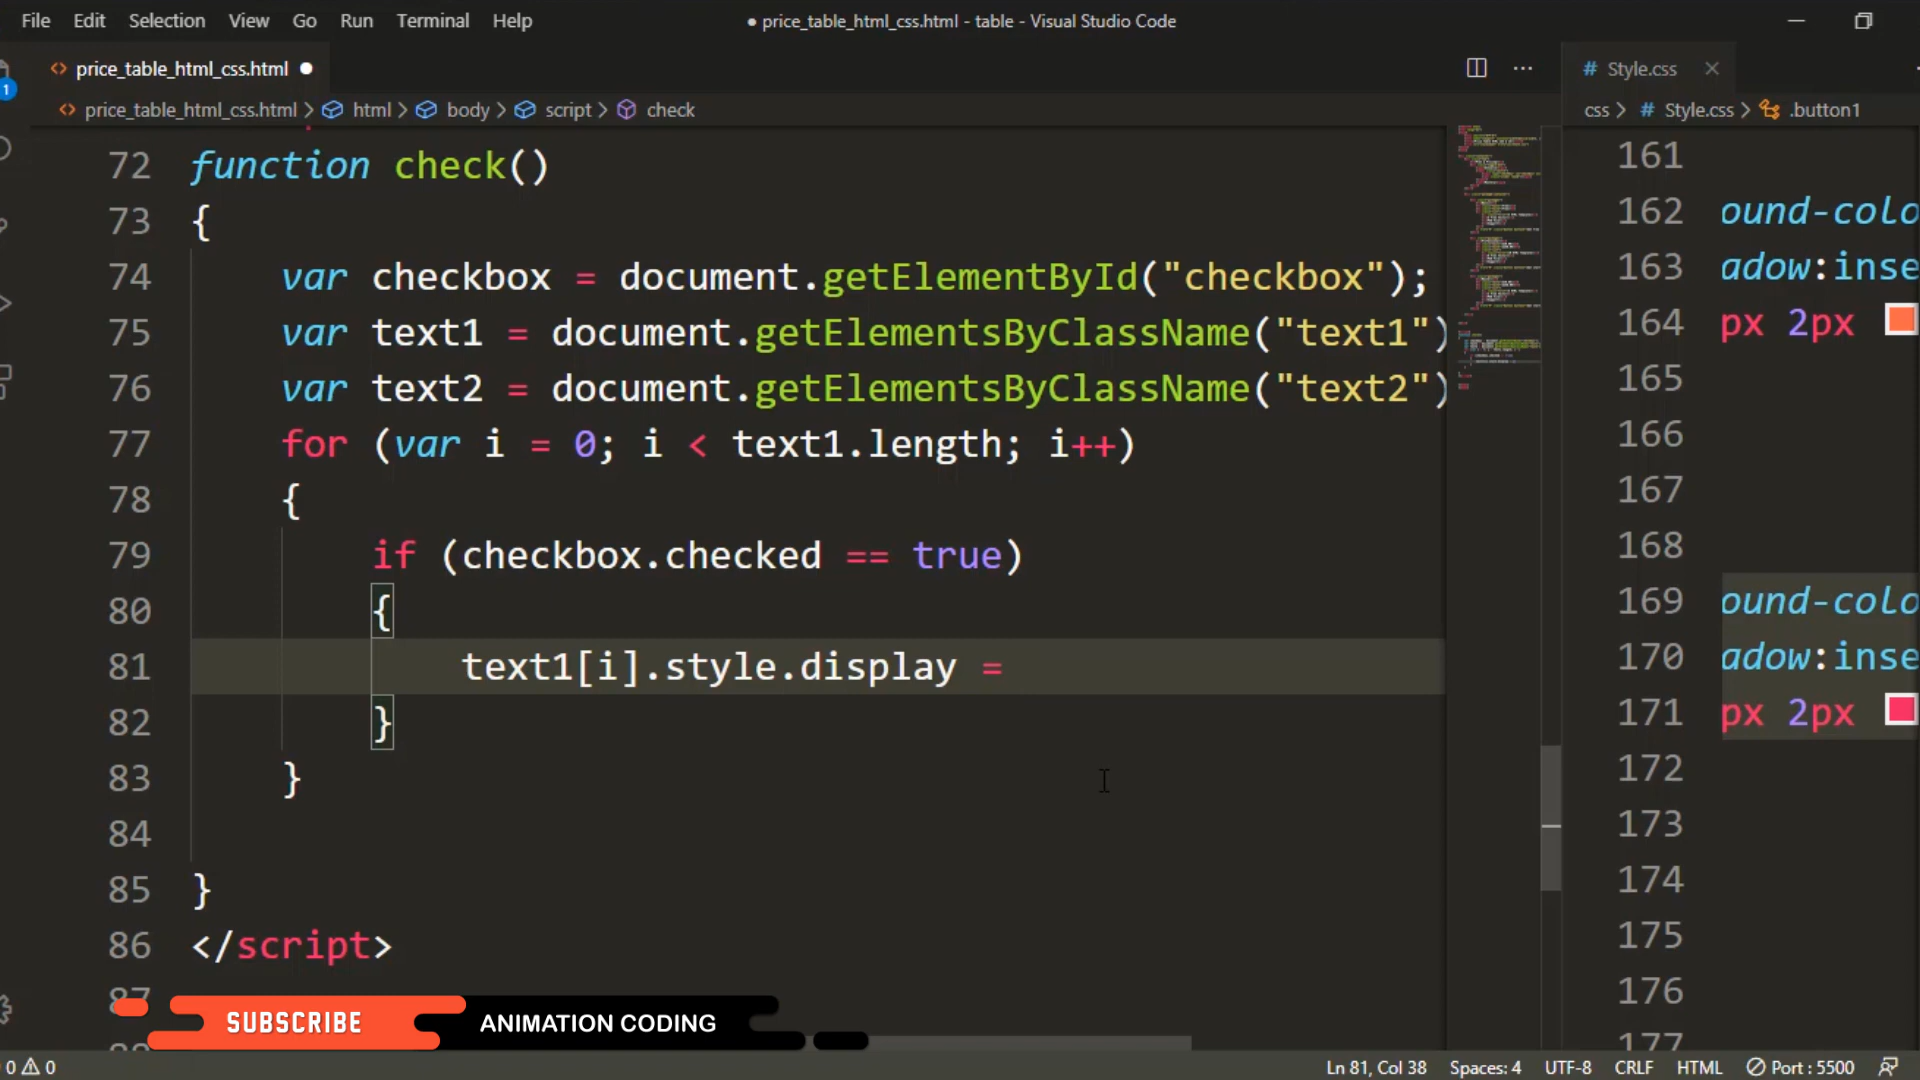 File Edit Selection View Go Run Terminal Help
● price_table_html_css.html - table - Visual Studio Code
price_table_html_css.html
Style.css
price_table_html_css.html > html > body > script > check
css > # Style.css > .button1
72 function check()
73 {
74 var checkbox = document.getElementById("checkbox");
75 var text1 = document.getElementsByClassName("text1")
76 var text2 = document.getElementsByClassName("text2")
77 for (var i = 0; i < text1.length; i++)
78 {
79 if (checkbox.checked == true)
80 {
81 text1[i].style.display =
82 }
83 }
84
85 }
86 </script>
87
161
162 ound-colo
163 adow:inse
164 px 2px
165
166
167
168
169 ound-colo
170 adow:inse
171 px 2px
172
173
174
175
176
177
SUBSCRIBE
ANIMATION CODING
1
0 ⚠ 0
Ln 81, Col 38 Spaces: 4 UTF-8 CRLF HTML Port : 5500